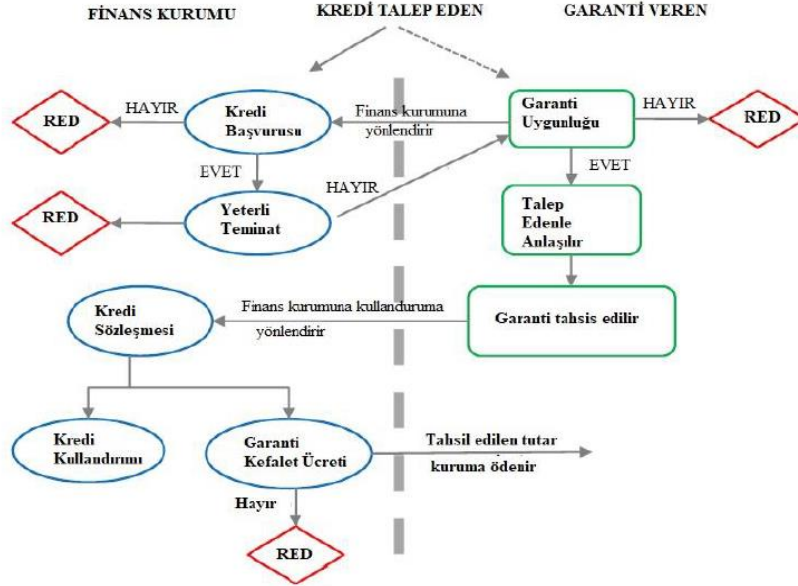 FİNANS KURUMU
KREDİ TALEP EDEN
GARANTİ VEREN
RED
HAYIR
Kredi
Başvurusu
Finans kurumuna
yönlendirir
Garanti
Uygunluğu
HAYIR
RED
EVET
EVET
HAYIR
RED
Yeterli
Teminat
Talep
Edenle
Anlaşılır
Kredi
Sözleşmesi
Finans kurumuna kullanduruma
yönlendirir
Garanti tahsis edilir
Kredi
Kullandırımı
Garanti
Kefalet Ücreti
Tahsil edilen tutar
kuruma ödenir
Hayır
RED